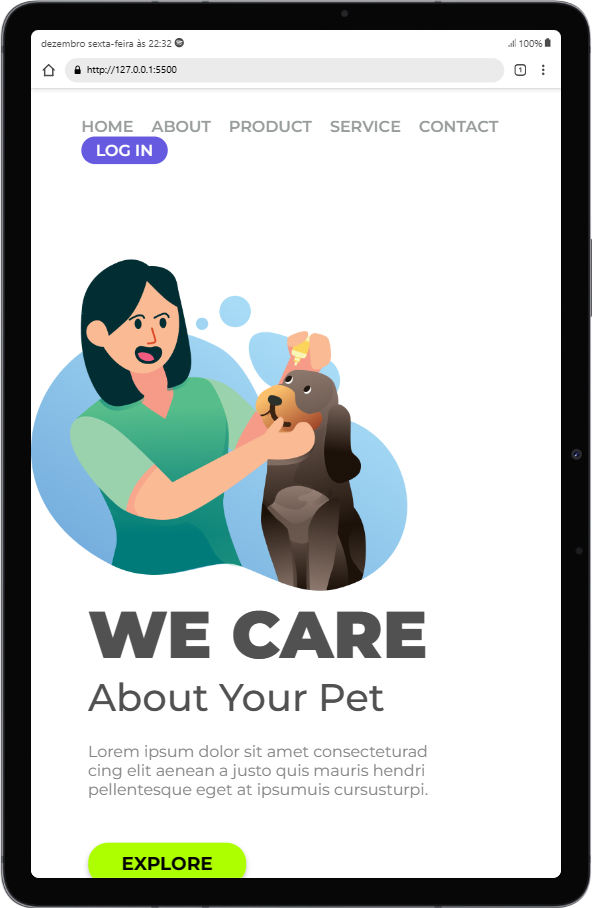 dezembro sexta-feira às 22:32
100%
http://127.0.0.1:5500
1
HOME ABOUT PRODUCT SERVICE CONTACT
LOG IN
WE CARE
About Your Pet
Lorem ipsum dolor sit amet consecteturad
cing elit aenean a justo quis mauris hendri
pellentesque eget at ipsumuis cursusturpi.
EXPLORE